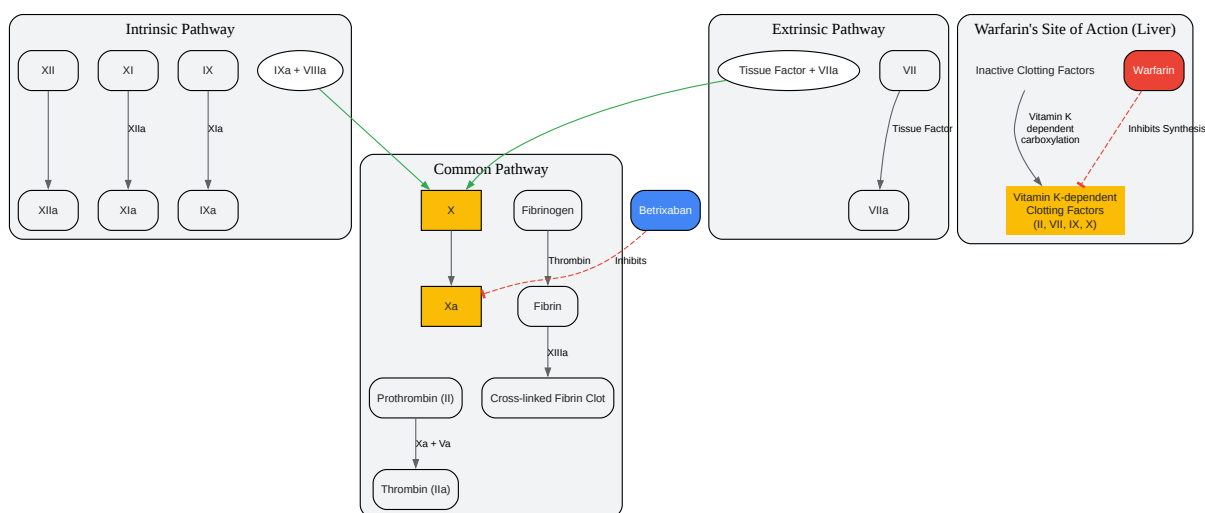 Intrinsic Pathway
XII
XI
IX
IXa + VIIIa
XIIa
XIa
XIIa
XIa
IXa
Extrinsic Pathway
Tissue Factor + VIIa
VII
Tissue Factor
VIIa
Warfarin's Site of Action (Liver)
Inactive Clotting Factors
Warfarin
Vitamin K
dependent
carboxylation
Inhibits Synthesis
Vitamin K-dependent
Clotting Factors
(II, VII, IX, X)
Common Pathway
X
Fibrinogen
Betrixaban
Thrombin
Inhibits
Xa
Fibrin
XIIIa
Prothrombin (II)
Cross-linked Fibrin Clot
Xa + Va
Thrombin (IIa)